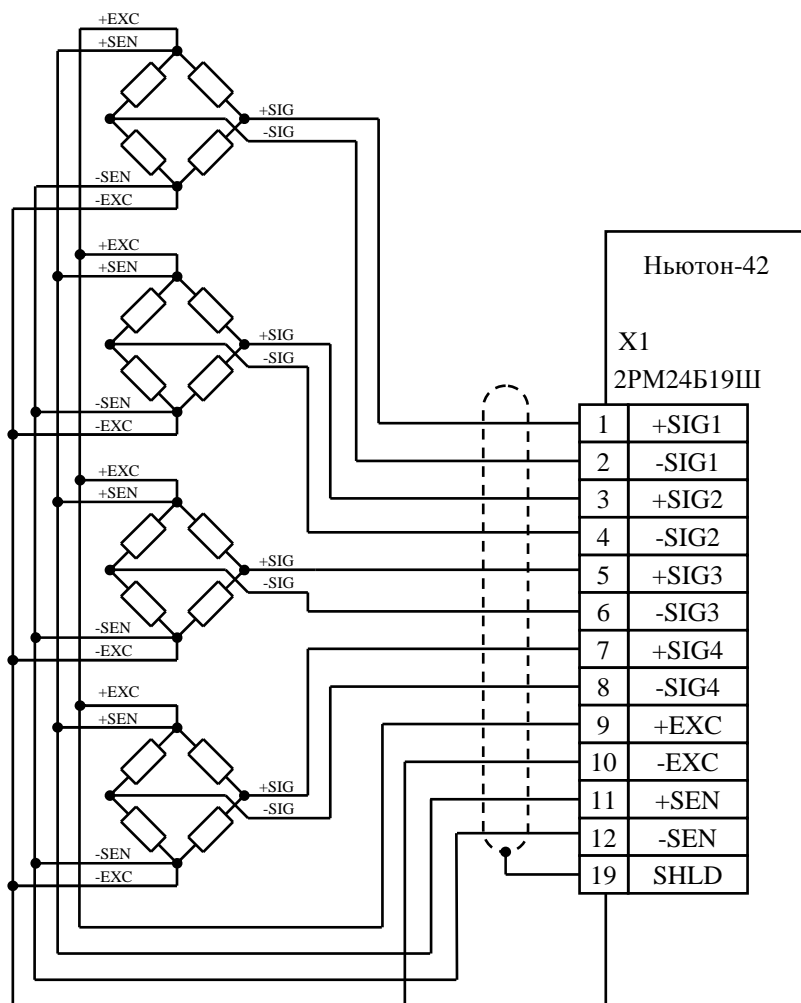 +EXC
+SEN
+SIG
-SIG
-SEN
-EXC
+EXC
+SEN
+SIG
-SIG
-SEN
-EXC
+EXC
+SEN
+SIG
-SIG
-SEN
-EXC
+EXC
+SEN
+SIG
-SIG
-SEN
-EXC
Ньютон-42
X1
2РМ24Б19Ш
1 +SIG1
2 -SIG1
3 +SIG2
4 -SIG2
5 +SIG3
6 -SIG3
7 +SIG4
8 -SIG4
9 +EXC
10 -EXC
11 +SEN
12 -SEN
19 SHLD